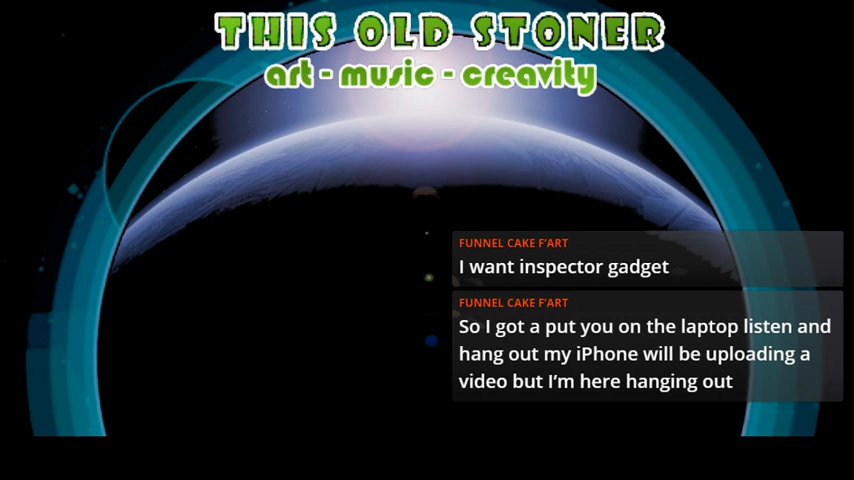 THIS OLD STONER
art - music - creavity
FUNNEL CAKE F'ART
I want inspector gadget
FUNNEL CAKE F'ART
So I got a put you on the laptop listen and
hang out my iPhone will be uploading a
video but I'm here hanging out